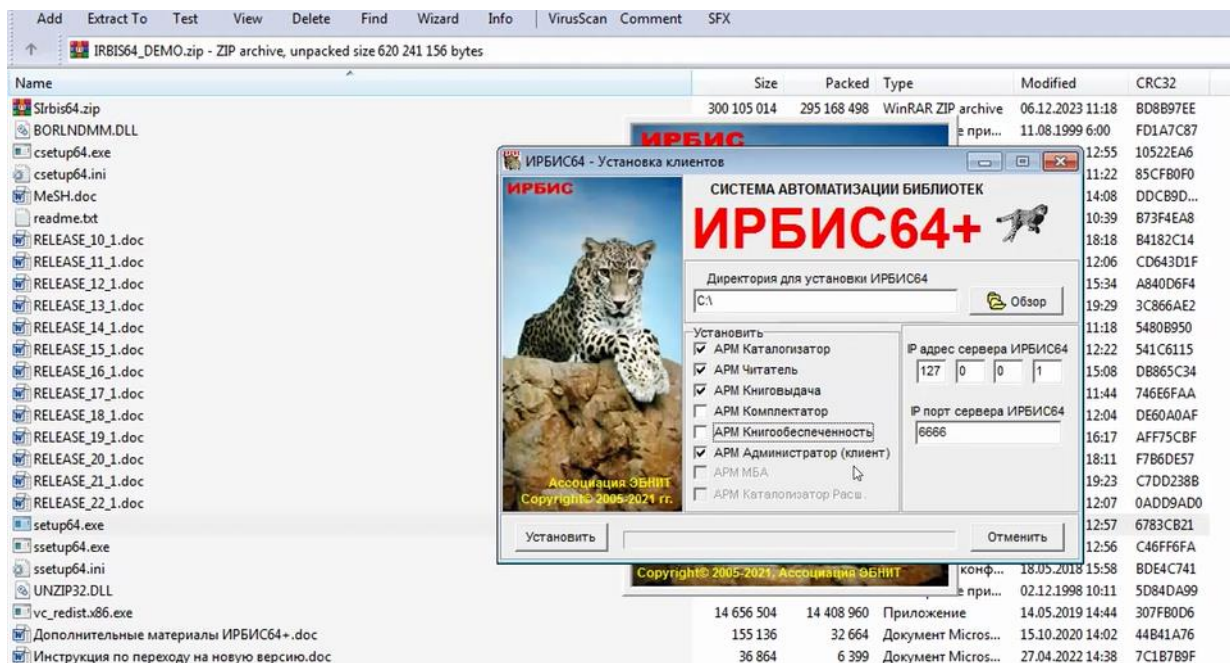 Add Extract To Test View Delete Find Wizard Info VirusScan Comment SFX
IRBIS64_DEMO.zip - ZIP archive, unpacked size 620 241 156 bytes
Name Size Packed Type Modified CRC32
SIrbis64.zip 300 105 014 295 168 498 WinRAR ZIP archive 06.12.2023 11:18 BD8B97EE
BORLNDMM.DLL е при... 11.08.1999 6:00 FD1A7C87
csetup64.exe 12:55 10522EA6
csetup64.ini 11:22 85CFB0F0
MeSH.doc 14:08 DDCB9D...
readme.txt 10:39 B73F4EA8
RELEASE_10_1.doc 18:18 B4182C14
RELEASE_11_1.doc 12:06 CD643D1F
RELEASE_12_1.doc 15:34 A840D6F4
RELEASE_13_1.doc 19:29 3C866AE2
RELEASE_14_1.doc 11:18 5480B950
RELEASE_15_1.doc 12:22 541C6115
RELEASE_16_1.doc 15:08 DB865C34
RELEASE_17_1.doc 11:44 746E6FAA
RELEASE_18_1.doc 12:04 DE60A0AF
RELEASE_19_1.doc 16:17 AFF75CBF
RELEASE_20_1.doc 18:11 F7B6DE57
RELEASE_21_1.doc 19:23 C7DD238B
RELEASE_22_1.doc 12:07 0ADD9AD0
setup64.exe 12:57 6783CB21
ssetup64.exe 12:56 C46FF6FA
ssetup64.ini конф... 18.05.2018 15:58 BDE4C741
UNZIP32.DLL е при... 02.12.1998 10:11 5D84DA99
vc_redist.x86.exe 14 656 504 14 408 960 Приложение 14.05.2019 14:44 307FB0D6
Дополнительные материалы ИРБИС64+.doc 155 136 32 664 Документ Micros... 15.10.2020 14:02 44B41A76
Инструкция по переходу на новую версию.doc 36 864 6 399 Документ Micros... 27.04.2022 14:38 7C1B7B9F
ИРБИС
ИРБИС64 - Установка клиентов
ИРБИС
СИСТЕМА АВТОМАТИЗАЦИИ БИБЛИОТЕК
ИРБИС64+
Директория для установки ИРБИС64
C:\ Обзор
Установить
АРМ Каталогизатор
АРМ Читатель
АРМ Книговыдача
АРМ Комплектатор
АРМ Книгообеспеченность
АРМ Администратор (клиент)
АРМ МБА
АРМ Каталогизатор Расш.
IP адрес сервера ИРБИС64
127 0 0 1
IP порт сервера ИРБИС64
6666
Ассоциация ЭБНИТ
Copyright© 2005-2021 гг.
Установить Отменить
Copyright© 2005-2021, Ассоциация ЭБНИТ